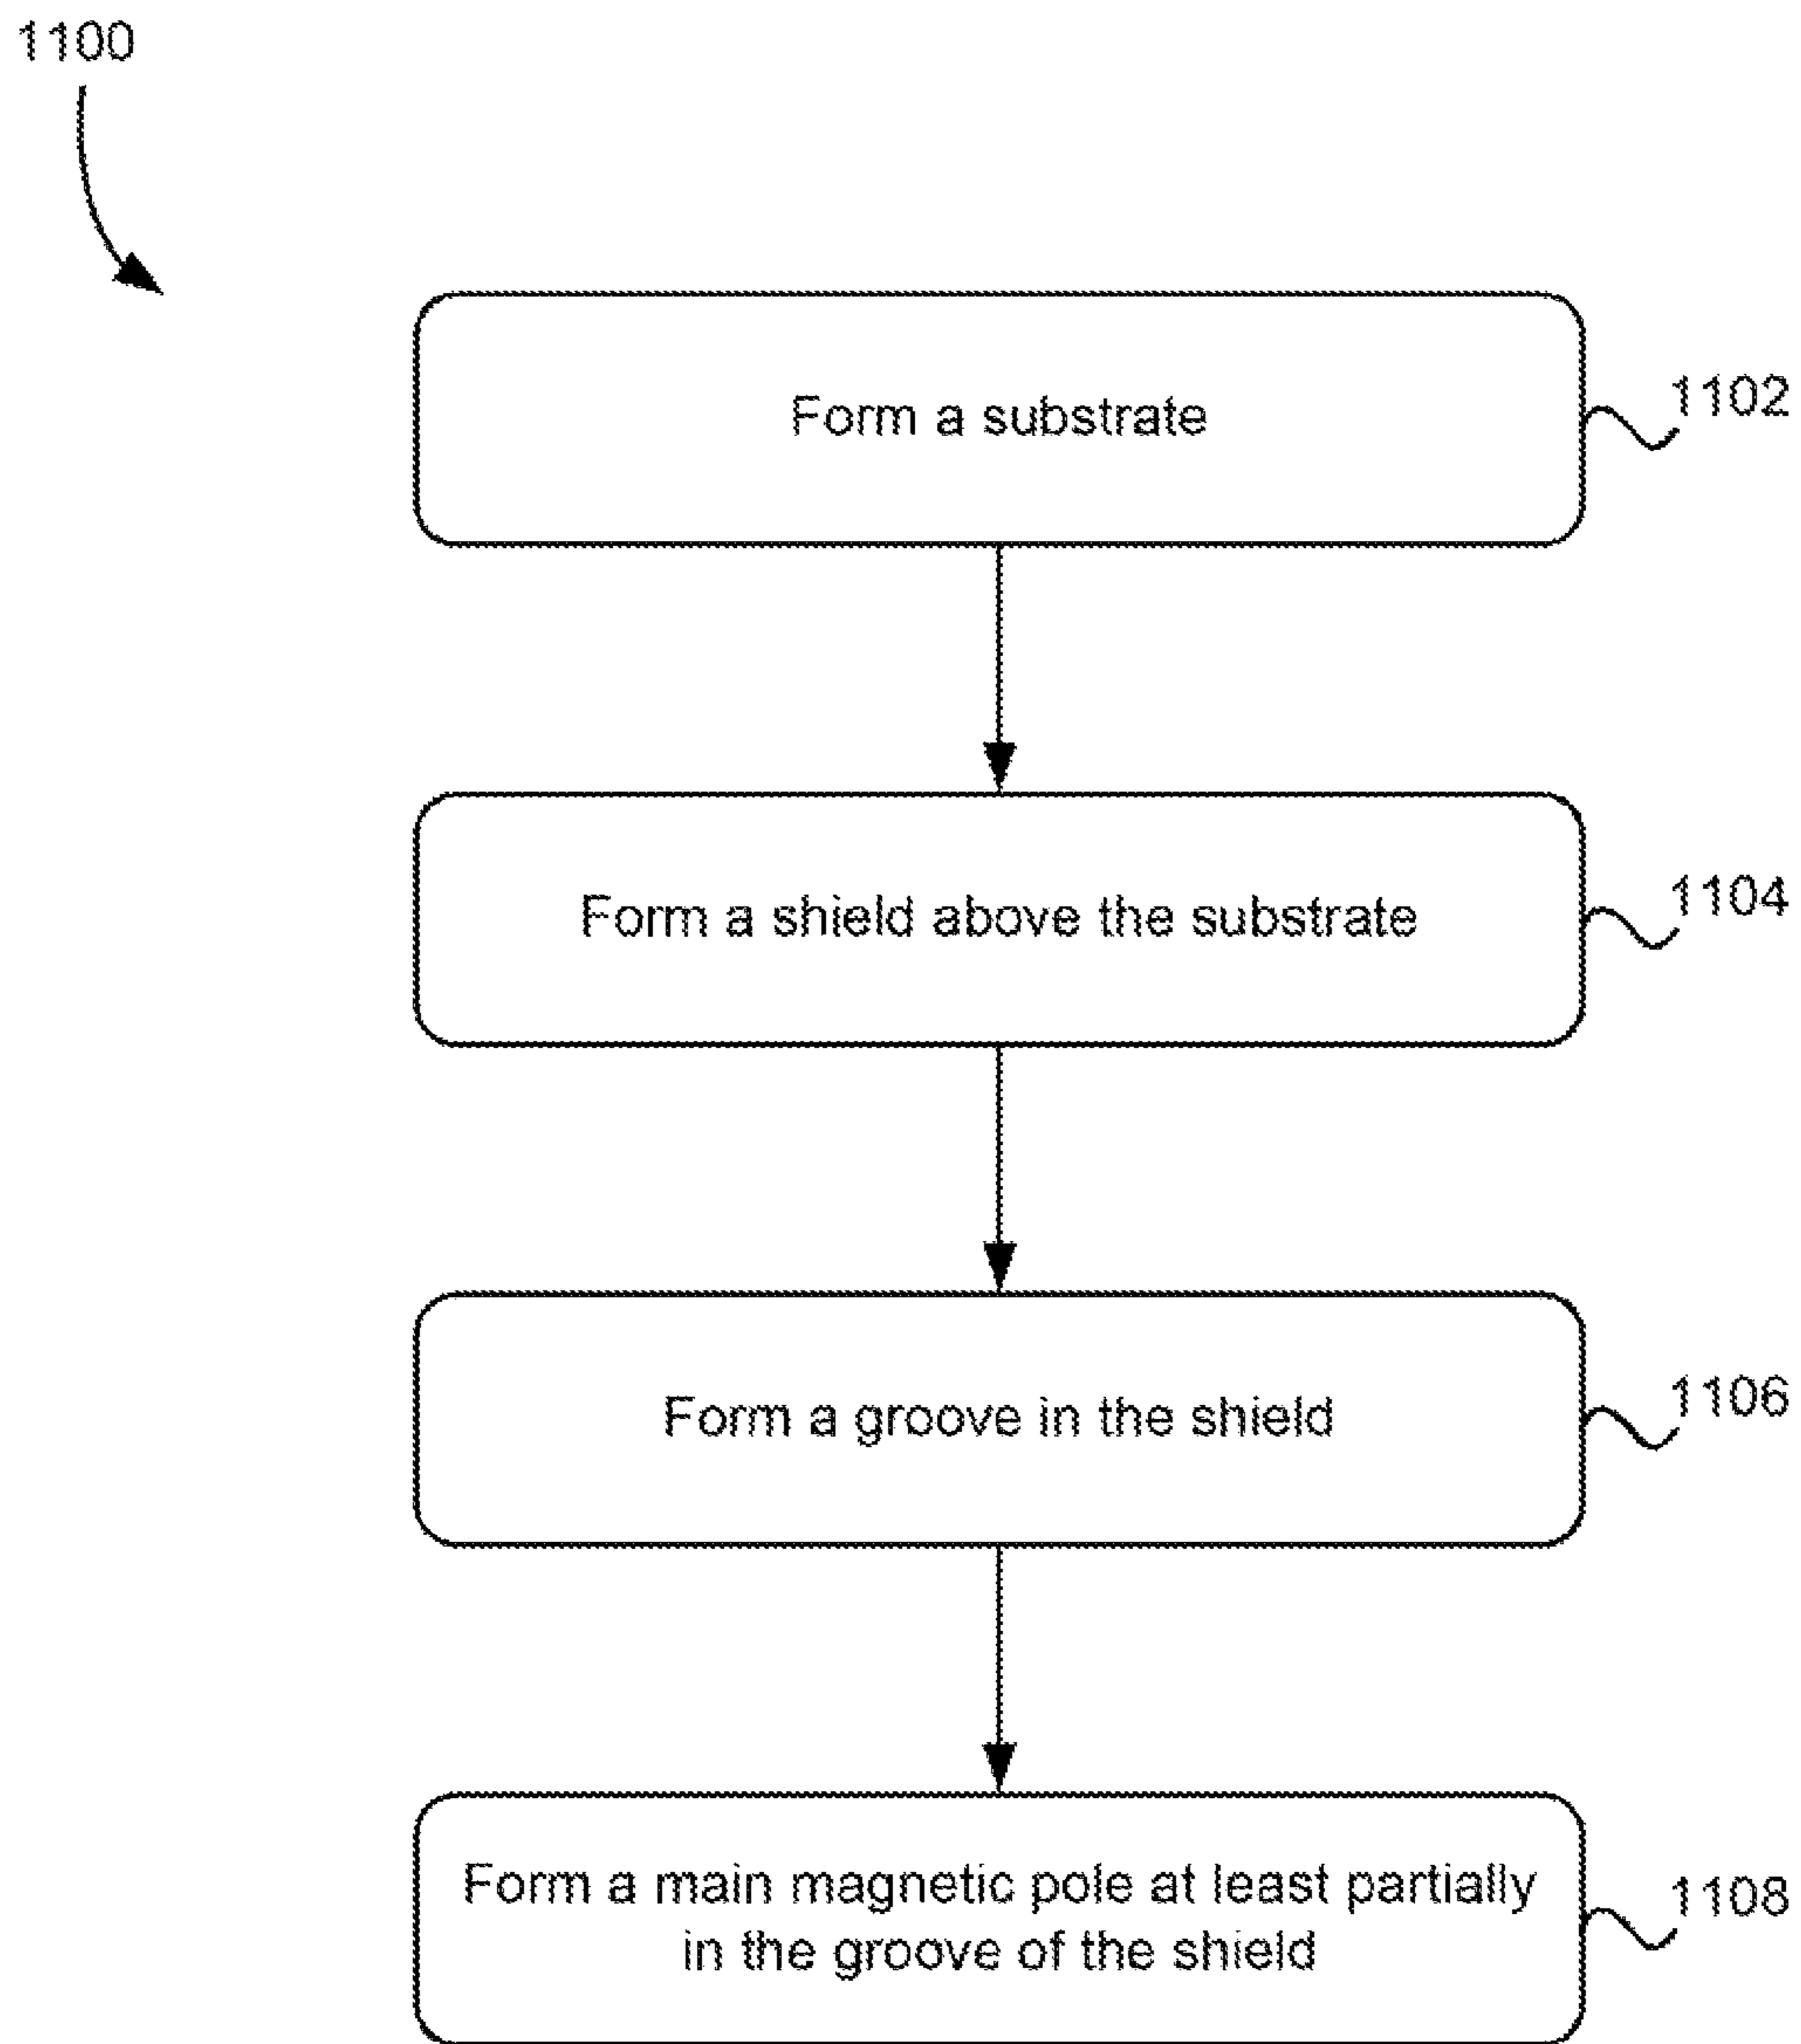 1100
Form a substrate
1102
Form a shield above the substrate
1104
Form a groove in the shield
1106
Form a main magnetic pole at least partially
in the groove of the shield
1108